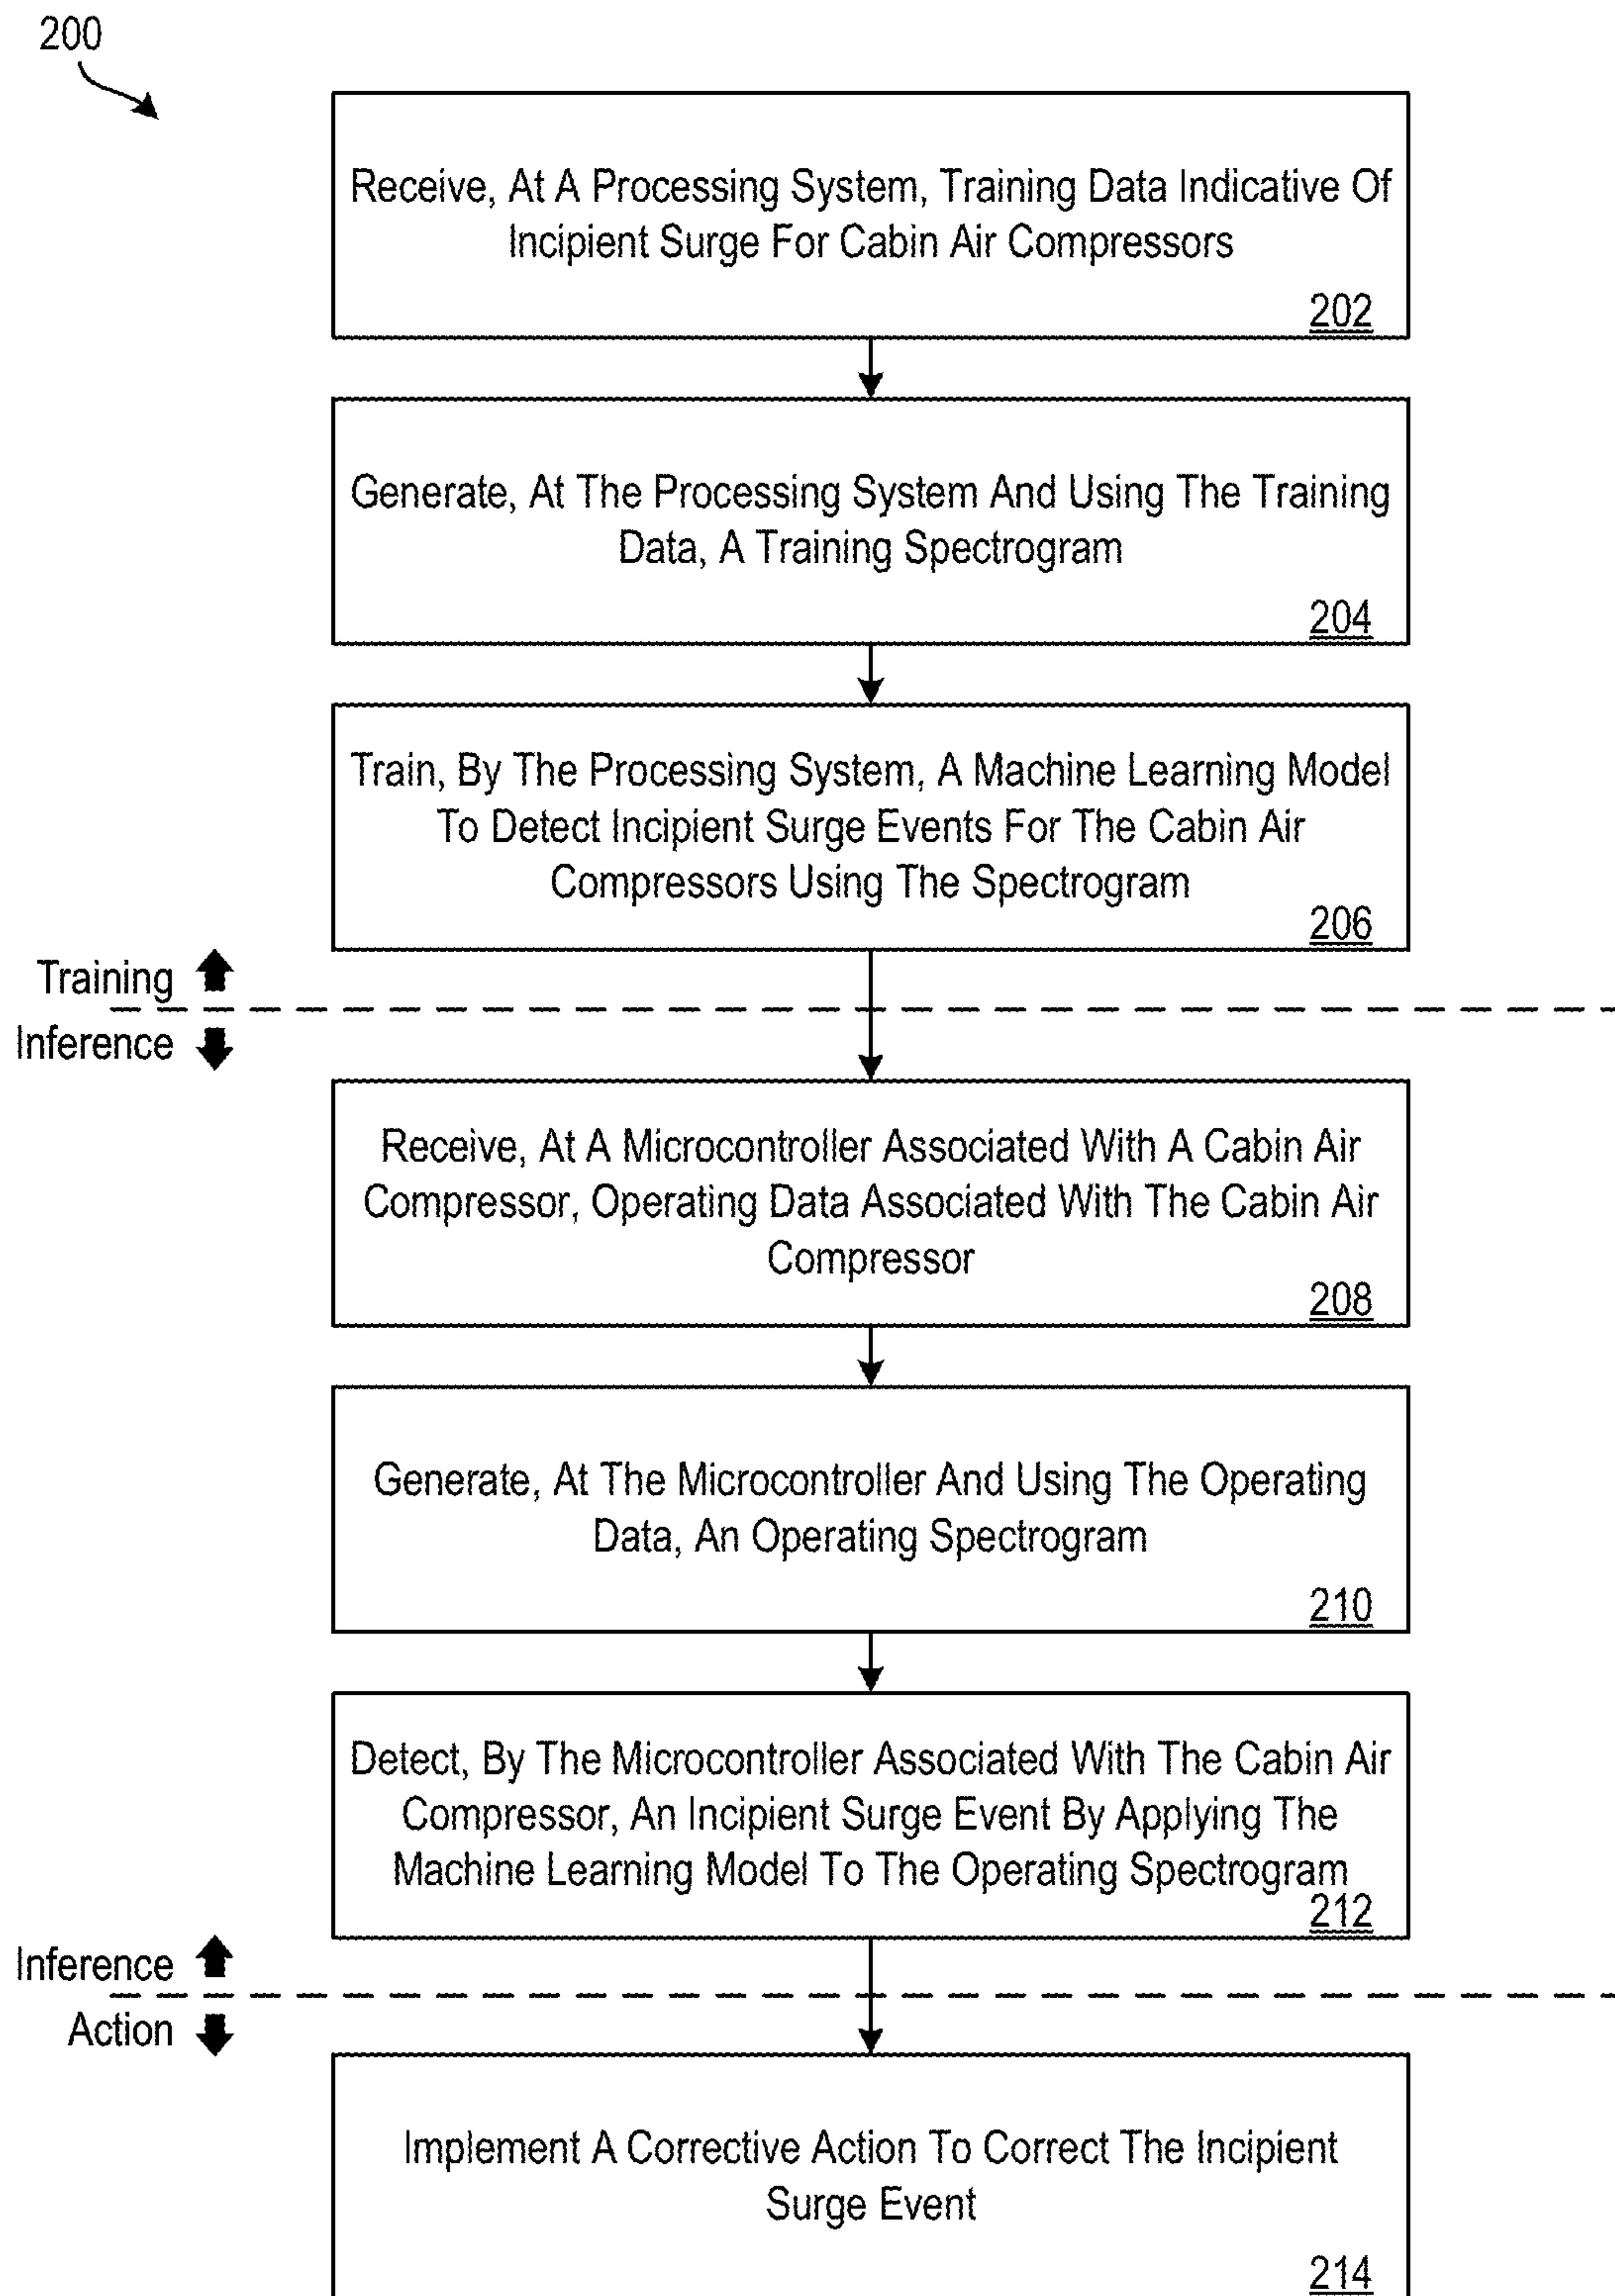 200
Receive, At A Processing System, Training Data Indicative Of
Incipient Surge For Cabin Air Compressors
202
Generate, At The Processing System And Using The Training
Data, A Training Spectrogram
204
Train, By The Processing System, A Machine Learning Model
To Detect Incipient Surge Events For The Cabin Air
Compressors Using The Spectrogram
206
Training
Inference
Receive, At A Microcontroller Associated With A Cabin Air
Compressor, Operating Data Associated With The Cabin Air
Compressor
208
Generate, At The Microcontroller And Using The Operating
Data, An Operating Spectrogram
210
Detect, By The Microcontroller Associated With The Cabin Air
Compressor, An Incipient Surge Event By Applying The
Machine Learning Model To The Operating Spectrogram
212
Inference
Action
Implement A Corrective Action To Correct The Incipient
Surge Event
214